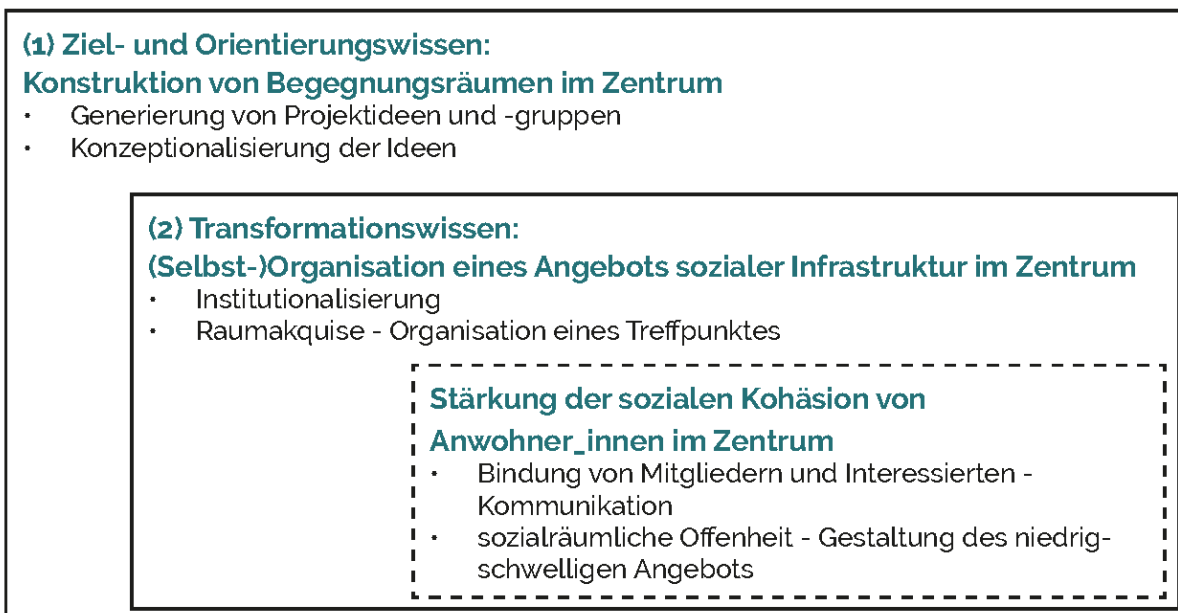 (1) Ziel- und Orientierungswissen:
Konstruktion von Begegnungsräumen im Zentrum
• Generierung von Projektideen und -gruppen
• Konzeptionalisierung der Ideen
(2) Transformationswissen:
(Selbst-)Organisation eines Angebots sozialer Infrastruktur im Zentrum
• Institutionalisierung
• Raumakquise - Organisation eines Treffpunktes
Stärkung der sozialen Kohäsion von
Anwohner_innen im Zentrum
• Bindung von Mitgliedern und Interessierten -
Kommunikation
• sozialräumliche Offenheit - Gestaltung des niedrig-
schwelligen Angebots